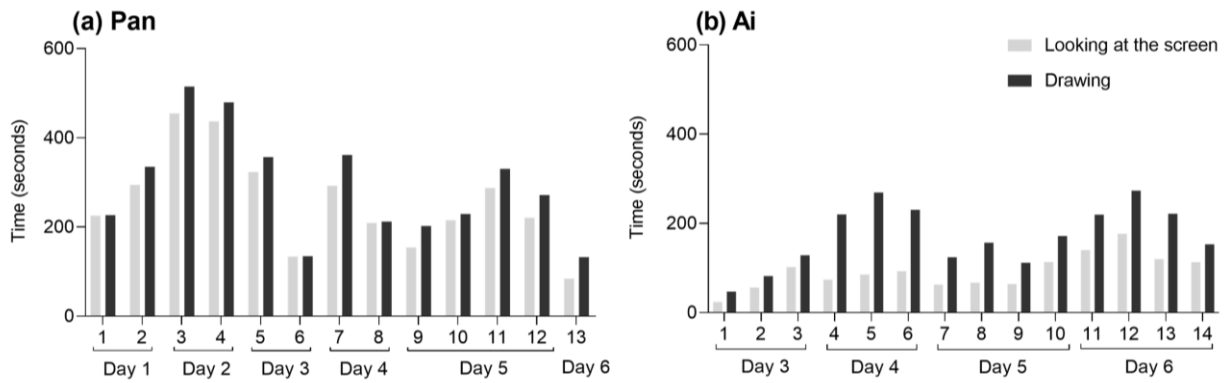 (a) Pan
600
400
200
0
Time (seconds)
1 2 3 4 5 6 7 8 9 10 11 12 13
Day 1 Day 2 Day 3 Day 4 Day 5 Day 6
(b) Ai
Looking at the screen
Drawing
600
400
200
0
Time (seconds)
1 2 3 4 5 6 7 8 9 10 11 12 13 14
Day 3 Day 4 Day 5 Day 6